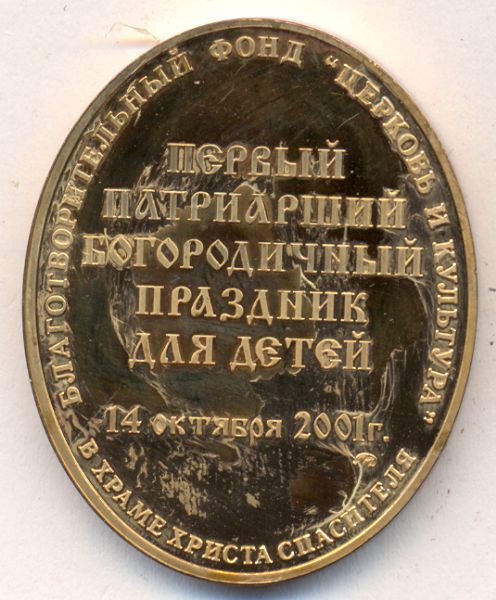 БЛАГОТВОРИТЕЛЬНЫЙ ФОНД "ЦЕРКОВЬ И КУЛЬТУРА"
ПЕРВЫЙ
ПАТРИАРШИЙ
БОГОРОДИЧНЫЙ
ПРАЗДНИК
ДЛЯ ДЕТЕЙ
14 ОКТЯБРЯ 2001г.
В ХРАМЕ ХРИСТА СПАСИТЕЛЯ